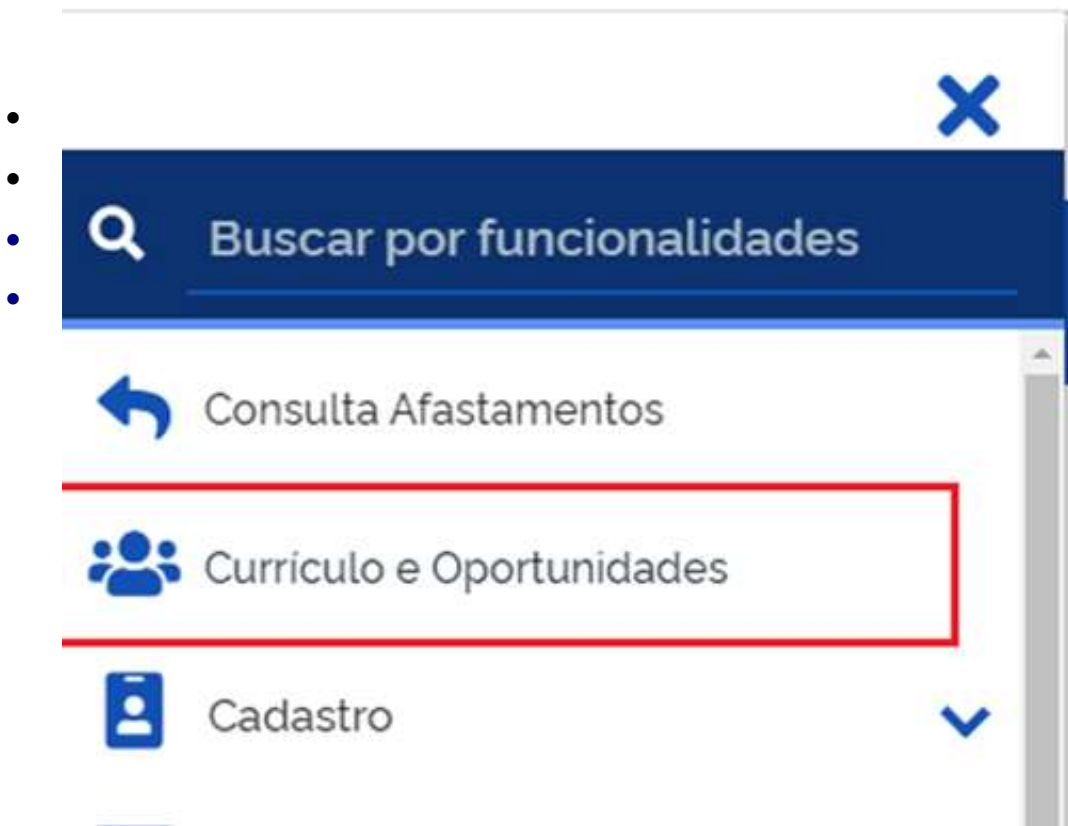 Buscar por funcionalidades
Consulta Afastamentos
Currículo e Oportunidades
Cadastro